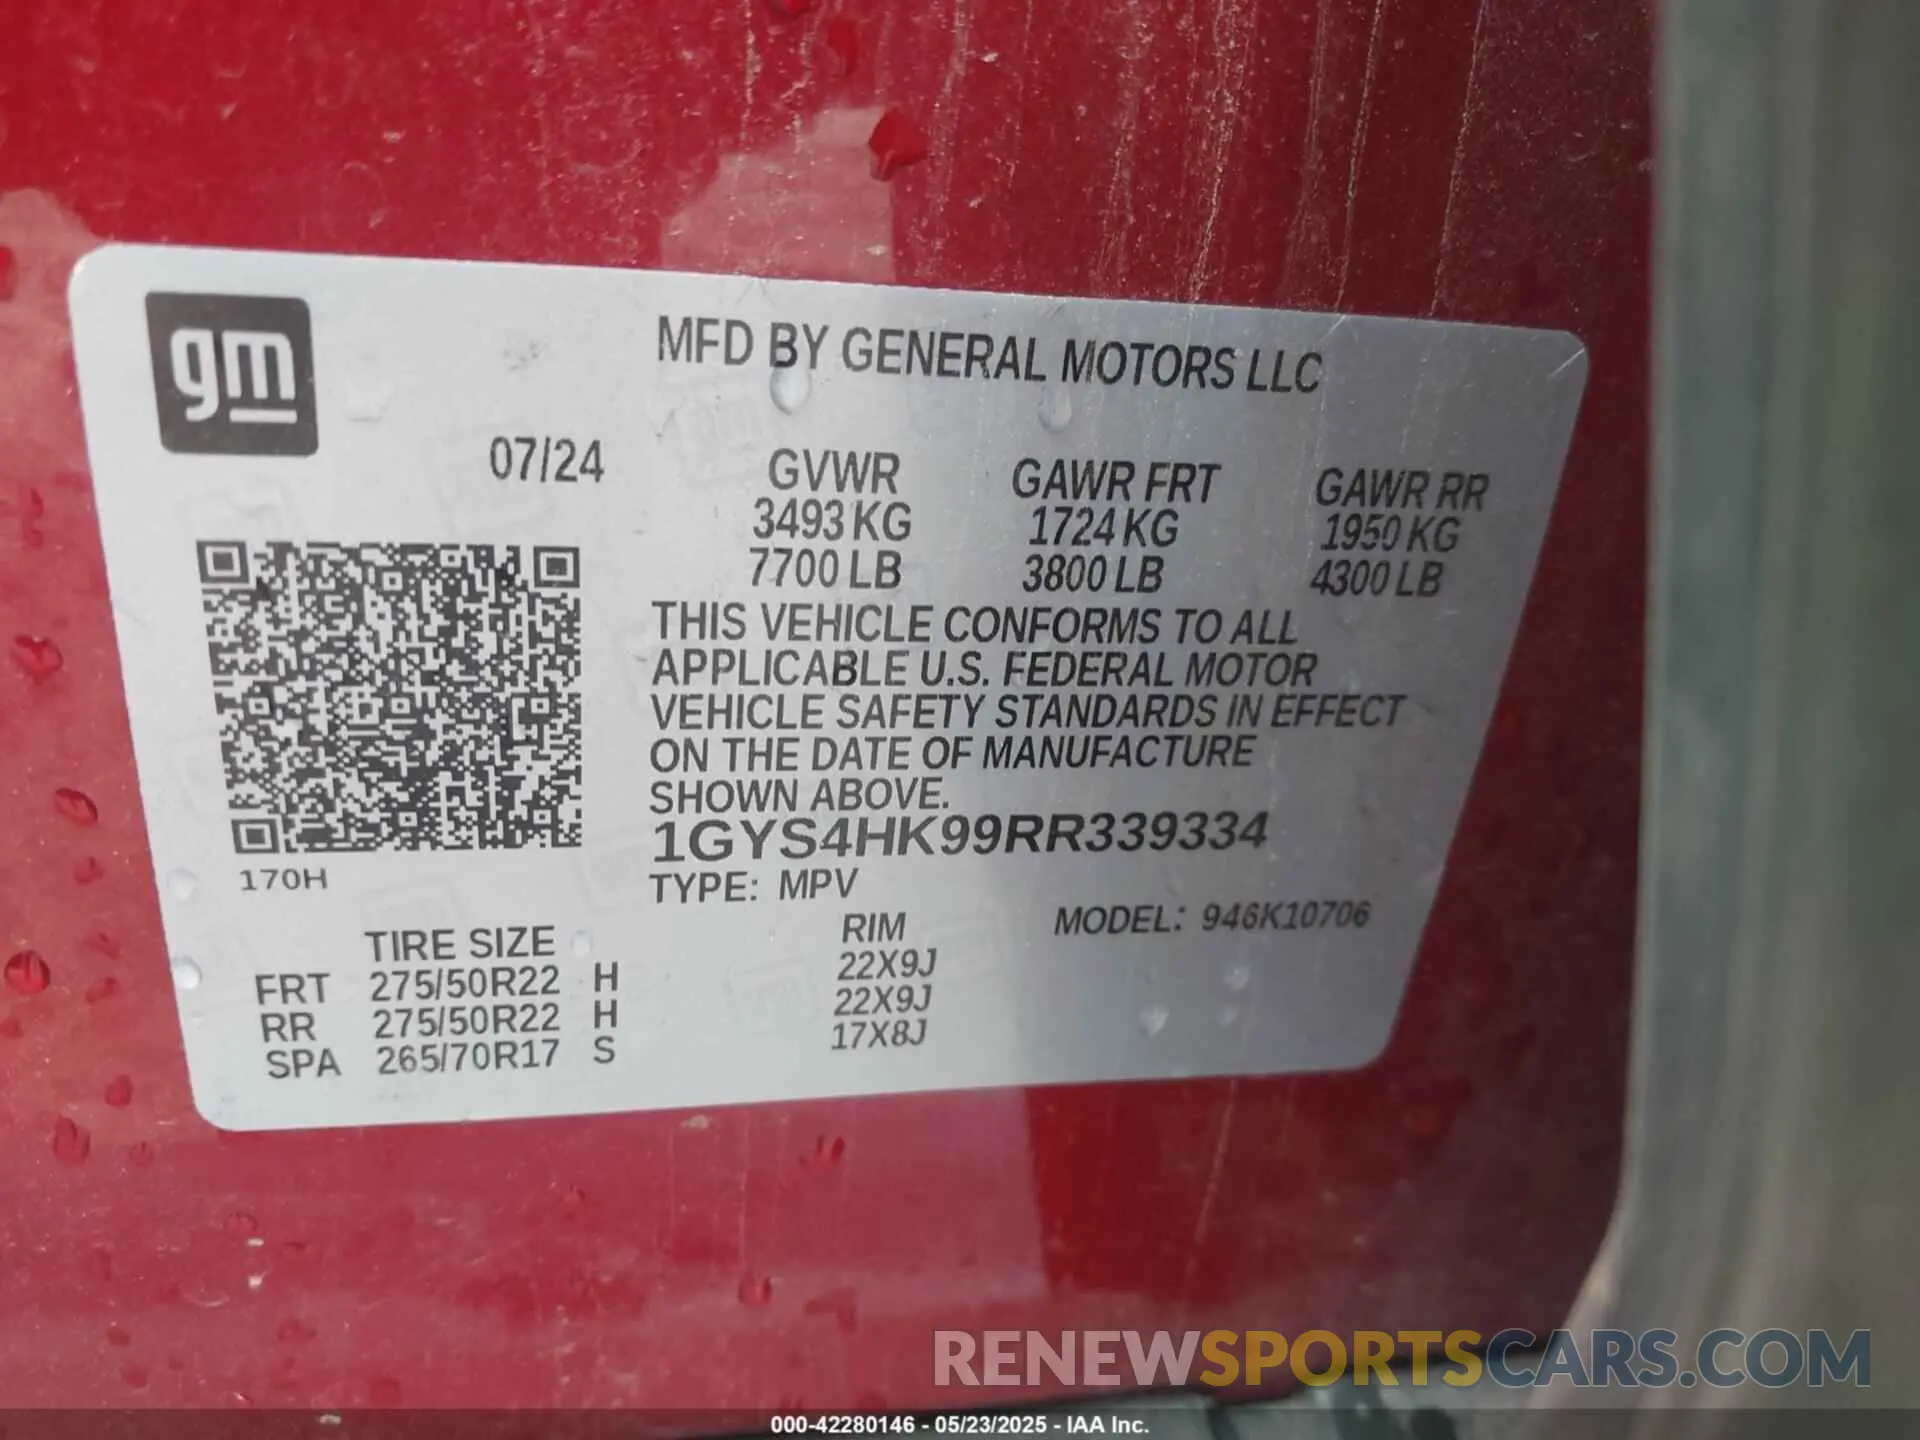 gm
MFD BY GENERAL MOTORS LLC
07/24
GVWR GAWR FRT GAWR RR
3493 KG 1724 KG 1950 KG
7700 LB 3800 LB 4300 LB
THIS VEHICLE CONFORMS TO ALL
APPLICABLE U.S. FEDERAL MOTOR
VEHICLE SAFETY STANDARDS IN EFFECT
ON THE DATE OF MANUFACTURE
SHOWN ABOVE.
1GYS4HK99RR339334
170H
TYPE: MPV
MODEL: 946K10706
TIRE SIZE RIM
FRT 275/50R22 H 22X9J
RR 275/50R22 H 22X9J
SPA 265/70R17 S 17X8J
RENEWSPORTSCARS.COM
000-42280146 - 05/23/2025 - IAA Inc.